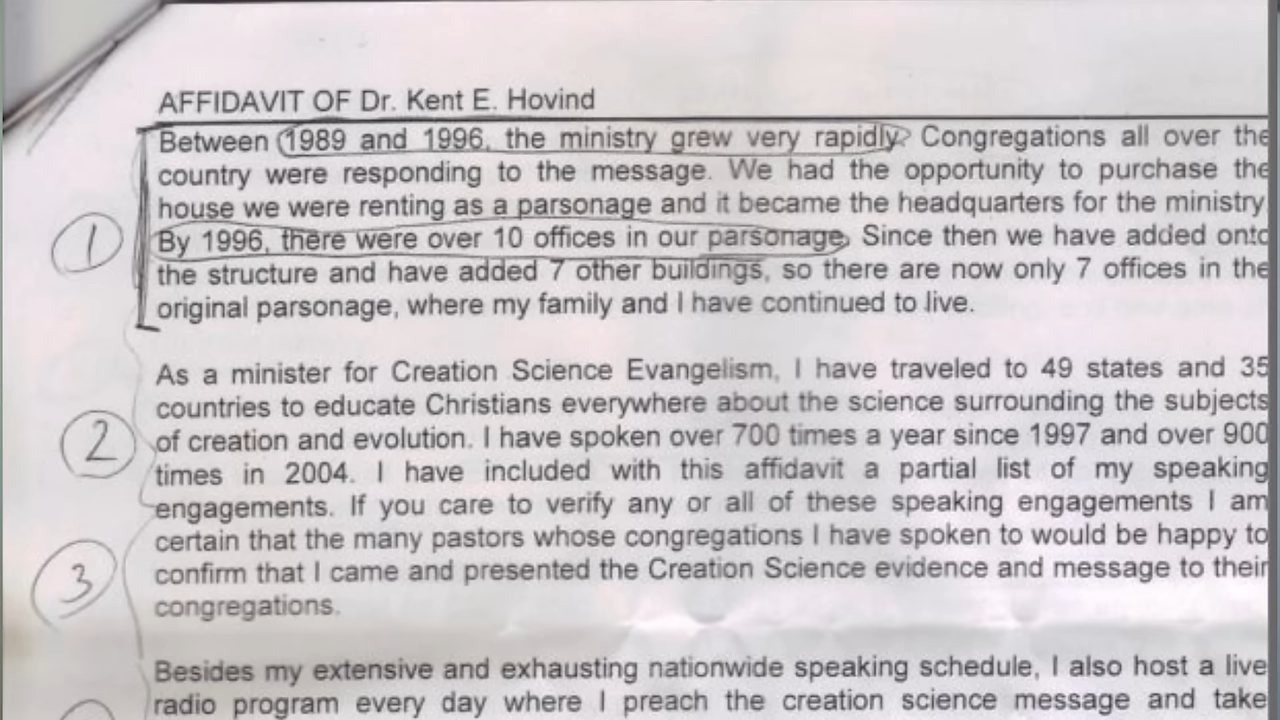 AFFIDAVIT OF Dr. Kent E. Hovind
Between 1989 and 1996, the ministry grew very rapidly. Congregations all over the
country were responding to the message. We had the opportunity to purchase the
house we were renting as a parsonage and it became the headquarters for the ministry.
1
By 1996, there were over 10 offices in our parsonage. Since then we have added onto
the structure and have added 7 other buildings, so there are now only 7 offices in the
original parsonage, where my family and I have continued to live.
As a minister for Creation Science Evangelism, I have traveled to 49 states and 35
countries to educate Christians everywhere about the science surrounding the subjects
2
of creation and evolution. I have spoken over 700 times a year since 1997 and over 900
times in 2004. I have included with this affidavit a partial list of my speaking
engagements. If you care to verify any or all of these speaking engagements I am
certain that the many pastors whose congregations I have spoken to would be happy to
3
confirm that I came and presented the Creation Science evidence and message to their
congregations.
Besides my extensive and exhausting nationwide speaking schedule, I also host a live
radio program every day where I preach the creation science message and take